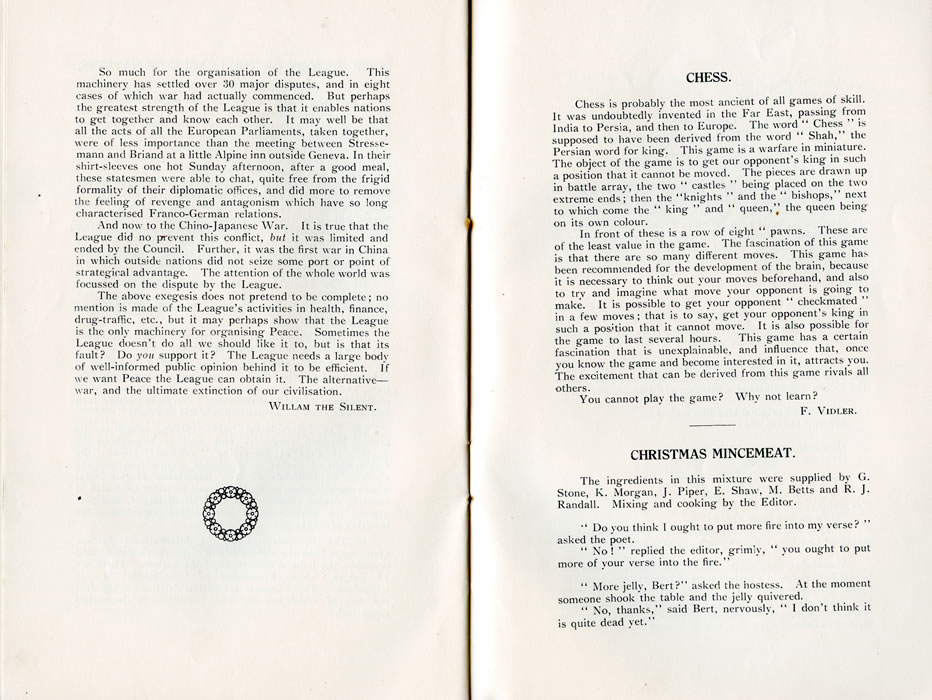 So much for the organisation of the League. This
machinery has settled over 30 major disputes, and in eight
cases of which war had actually commenced. But perhaps
the greatest strength of the League is that it enables nations
to get together and know each other. It may well be that
all the acts of all the European Parliaments, taken together,
were of less importance than the meeting between Strese-
mann and Briand at a little Alpine inn outside Geneva. In their
shirt-sleeves one hot Sunday afternoon, after a good meal,
these statesmen were able to chat, quite free from the frigid
formality of their diplomatic offices, and did more to remove
the feeling of revenge and antagonism which have so long
characterised Franco-German relations.
And now to the Chino-Japanese War. It is true that the
League did no prevent this conflict, but it was limited and
ended by the Council. Further, it was the first war in China
in which outside nations did not seize some port or point of
strategical advantage. The attention of the whole world was
focussed on the dispute by the League.
The above exegesis does not pretend to be complete; no
mention is made of the League's activities in health, finance,
drug-traffic, etc., but it may perhaps show that the League
is the only machinery for organising Peace. Sometimes the
League doesn't do all we should like it to, but is that its
fault? Do you support it? The League needs a large body
of well-informed public opinion behind it to be efficient. If
we want Peace the League can obtain it. The alternative—
war, and the ultimate extinction of our civilisation.
Willam the Silent.
CHESS.
Chess is probably the most ancient of all games of skill.
It was undoubtedly invented in the Far East, passing from
India to Persia, and then to Europe. The word " Chess " is
supposed to have been derived from the word " Shah," the
Persian word for king. This game is a warfare in miniature.
The object of the game is to get our opponent's king in such
a position that it cannot be moved. The pieces are drawn up
in battle array, the two " castles " being placed on the two
extreme ends; then the "knights " and the " bishops," next
to which come the " king " and " queen," the queen being
on its own colour.
In front of these is a row of eight " pawns. These are
of the least value in the game. The fascination of this game
is that there are so many different moves. This game has
been recommended for the development of the brain, because
it is necessary to think out your moves beforehand, and also
to try and imagine what move your opponent is going to
make. It is possible to get your opponent " checkmated "
in a few moves; that is to say, get your opponent's king in
such a position that it cannot move. It is also possible for
the game to last several hours. This game has a certain
fascination that is unexplainable, and influence that, once
you know the game and become interested in it, attracts you.
The excitement that can be derived from this game rivals all
others.
You cannot play the game? Why not learn?
F. Vidler.
CHRISTMAS MINCEMEAT.
The ingredients in this mixture were supplied by G.
Stone, K. Morgan, J. Piper, E. Shaw, M. Betts and R. J.
Randall. Mixing and cooking by the Editor.
" Do you think I ought to put more fire into my verse? "
asked the poet.
" No! " replied the editor, grimly, " you ought to put
more of your verse into the fire."
" More jelly, Bert?" asked the hostess. At the moment
someone shook the table and the jelly quivered.
" No, thanks," said Bert, nervously, " I don't think it
is quite dead yet."